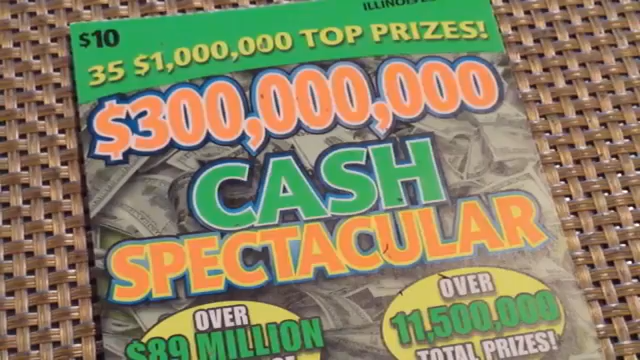 ILLINOIS
$10
35 $1,000,000 TOP PRIZES!
$300,000,000
CASH
SPECTACULAR
OVER
$89 MILLION
OVER
11,500,000
TOTAL PRIZES!